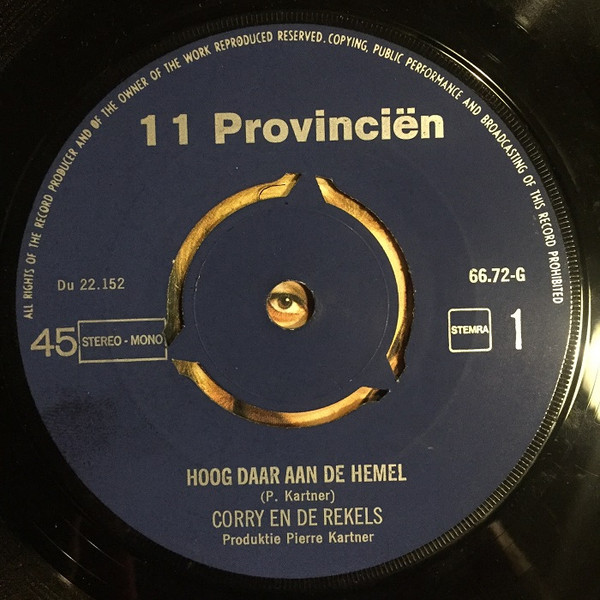 ALL RIGHTS OF THE RECORD PRODUCER AND OF THE OWNER OF THE WORK REPRODUCED RESERVED. COPYING, PUBLIC PERFORMANCE AND BROADCASTING OF THIS RECORD PROHIBITED
11 Provinciën
Du 22.152
66.72-G
45 STEREO - MONO
STEMRA 1
HOOG DAAR AAN DE HEMEL
(P. Kartner)
CORRY EN DE REKELS
Produktie Pierre Kartner